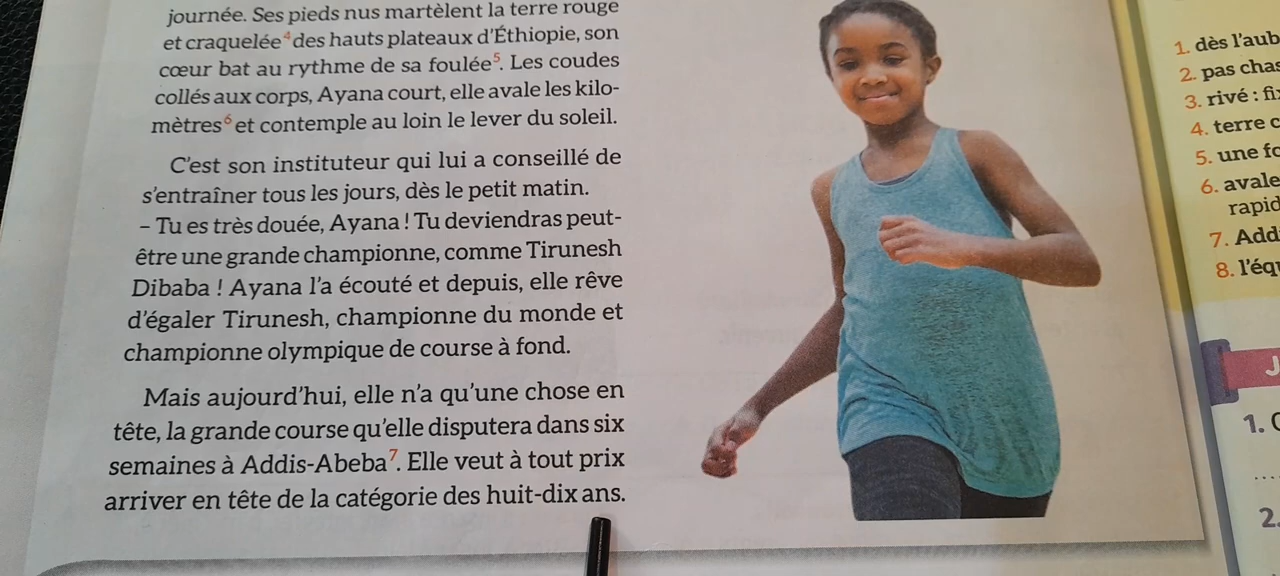 journée. Ses pieds nus martèlent la terre rouge
et craquelée⁴ des hauts plateaux d'Éthiopie, son
cœur bat au rythme de sa foulée⁵. Les coudes
collés aux corps, Ayana court, elle avale les kilo-
mètres⁶ et contemple au loin le lever du soleil.
C'est son instituteur qui lui a conseillé de
s'entraîner tous les jours, dès le petit matin.
– Tu es très douée, Ayana ! Tu deviendras peut-
être une grande championne, comme Tirunesh
Dibaba ! Ayana l'a écouté et depuis, elle rêve
d'égaler Tirunesh, championne du monde et
championne olympique de course à fond.
Mais aujourd'hui, elle n'a qu'une chose en
tête, la grande course qu'elle disputera dans six
semaines à Addis-Abeba⁷. Elle veut à tout prix
arriver en tête de la catégorie des huit-dix ans.
1. dès l'aub
2. pas chas
3. rivé : fix
4. terre c
5. une fo
6. avale
rapid
7. Addi
8. l'équ
J
1.
2.